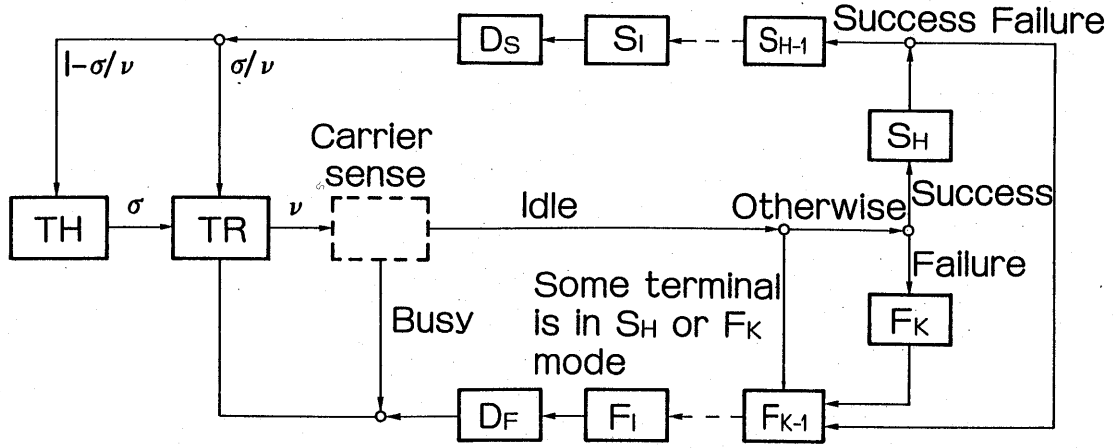 Success Failure
DS
SI
SH-1
I-σ/ν
σ/ν
SH
Carrier
sense
TH
σ
TR
ν
Idle
Otherwise
Success
Failure
Busy
Some terminal
is in SH or FK
mode
FK
DF
FI
FK-1